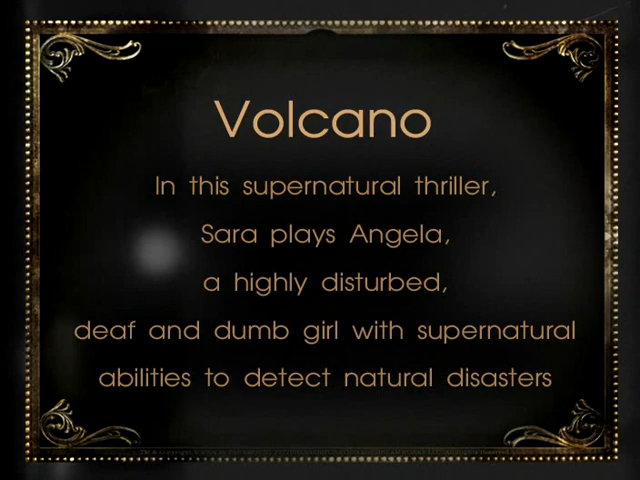 Volcano
In this supernatural thriller,
Sara plays Angela,
a highly disturbed,
deaf and dumb girl with supernatural
abilities to detect natural disasters